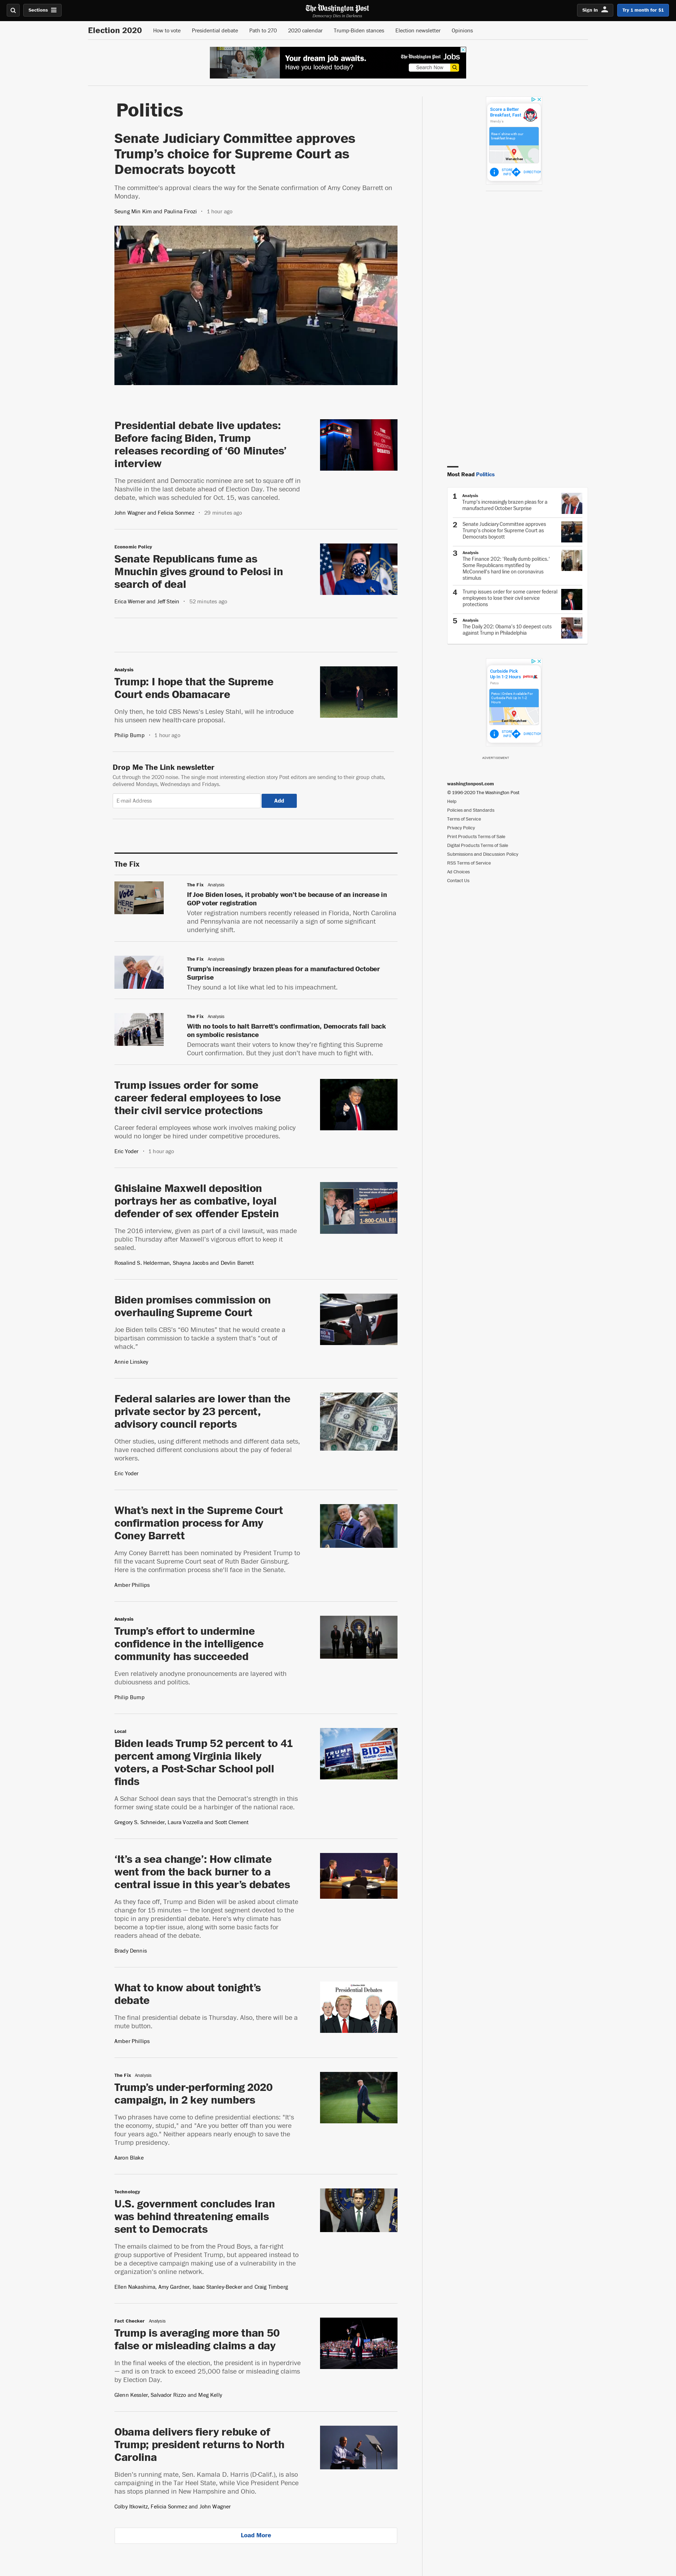 Sections
The Washington Post
Democracy Dies in Darkness
Sign In
Try 1 month for $1
Election 2020
How to vote
Presidential debate
Path to 270
2020 calendar
Trump-Biden stances
Election newsletter
Opinions
Your dream job awaits.
Have you looked today?
The Washington Post Jobs
Search Now
Politics
Senate Judiciary Committee approves
Trump’s choice for Supreme Court as
Democrats boycott
The committee’s approval clears the way for the Senate confirmation of Amy Coney Barrett on
Monday.
Seung Min Kim and Paulina Firozi • 1 hour ago
Presidential debate live updates:
Before facing Biden, Trump
releases recording of ‘60 Minutes’
interview
The president and Democratic nominee are set to square off in
Nashville in the last debate ahead of Election Day. The second
debate, which was scheduled for Oct. 15, was canceled.
John Wagner and Felicia Sonmez • 29 minutes ago
Economic Policy
Senate Republicans fume as
Mnuchin gives ground to Pelosi in
search of deal
Erica Werner and Jeff Stein • 52 minutes ago
Analysis
Trump: I hope that the Supreme
Court ends Obamacare
Only then, he told CBS News’s Lesley Stahl, will he introduce
his unseen new health-care proposal.
Philip Bump • 1 hour ago
Drop Me The Link newsletter
Cut through the 2020 noise. The single most interesting election story Post editors are sending to their group chats,
delivered Mondays, Wednesdays and Fridays.
E-mail Address
Add
The Fix
The Fix Analysis
If Joe Biden loses, it probably won’t be because of an increase in
GOP voter registration
Voter registration numbers recently released in Florida, North Carolina
and Pennsylvania are not necessarily a sign of some significant
underlying shift.
The Fix Analysis
Trump’s increasingly brazen pleas for a manufactured October
Surprise
They sound a lot like what led to his impeachment.
The Fix Analysis
With no tools to halt Barrett’s confirmation, Democrats fall back
on symbolic resistance
Democrats want their voters to know they’re fighting this Supreme
Court confirmation. But they just don’t have much to fight with.
Trump issues order for some
career federal employees to lose
their civil service protections
Career federal employees whose work involves making policy
would no longer be hired under competitive procedures.
Eric Yoder • 1 hour ago
Ghislaine Maxwell deposition
portrays her as combative, loyal
defender of sex offender Epstein
The 2016 interview, given as part of a civil lawsuit, was made
public Thursday after Maxwell’s vigorous effort to keep it
sealed.
Rosalind S. Helderman, Shayna Jacobs and Devlin Barrett
1-800-CALL FBI
Biden promises commission on
overhauling Supreme Court
Joe Biden tells CBS’s “60 Minutes” that he would create a
bipartisan commission to tackle a system that’s “out of
whack.”
Annie Linskey
Federal salaries are lower than the
private sector by 23 percent,
advisory council reports
Other studies, using different methods and different data sets,
have reached different conclusions about the pay of federal
workers.
Eric Yoder
What’s next in the Supreme Court
confirmation process for Amy
Coney Barrett
Amy Coney Barrett has been nominated by President Trump to
fill the vacant Supreme Court seat of Ruth Bader Ginsburg.
Here is the confirmation process she’ll face in the Senate.
Amber Phillips
Analysis
Trump’s effort to undermine
confidence in the intelligence
community has succeeded
Even relatively anodyne pronouncements are layered with
dubiousness and politics.
Philip Bump
Local
Biden leads Trump 52 percent to 41
percent among Virginia likely
voters, a Post-Schar School poll
finds
A Schar School dean says that the Democrat’s strength in this
former swing state could be a harbinger of the national race.
Gregory S. Schneider, Laura Vozzella and Scott Clement
‘It’s a sea change’: How climate
went from the back burner to a
central issue in this year’s debates
As they face off, Trump and Biden will be asked about climate
change for 15 minutes — the longest segment devoted to the
topic in any presidential debate. Here’s why climate has
become a top-tier issue, along with some basic facts for
readers ahead of the debate.
Brady Dennis
What to know about tonight’s
debate
The final presidential debate is Thursday. Also, there will be a
mute button.
Amber Phillips
Presidential Debates
The Fix Analysis
Trump’s under-performing 2020
campaign, in 2 key numbers
Two phrases have come to define presidential elections: "It's
the economy, stupid," and "Are you better off than you were
four years ago." Neither appears nearly enough to save the
Trump presidency.
Aaron Blake
Technology
U.S. government concludes Iran
was behind threatening emails
sent to Democrats
The emails claimed to be from the Proud Boys, a far-right
group supportive of President Trump, but appeared instead to
be a deceptive campaign making use of a vulnerability in the
organization’s online network.
Ellen Nakashima, Amy Gardner, Isaac Stanley-Becker and Craig Timberg
Fact Checker Analysis
Trump is averaging more than 50
false or misleading claims a day
In the final weeks of the election, the president is in hyperdrive
— and is on track to exceed 25,000 false or misleading claims
by Election Day.
Glenn Kessler, Salvador Rizzo and Meg Kelly
Obama delivers fiery rebuke of
Trump; president returns to North
Carolina
Biden’s running mate, Sen. Kamala D. Harris (D-Calif.), is also
campaigning in the Tar Heel State, while Vice President Pence
has stops planned in New Hampshire and Ohio.
Colby Itkowitz, Felicia Sonmez and John Wagner
Load More
Score a Better
Breakfast, Fast
STORE INFO
DIRECTION
Most Read Politics
1 Analysis
Trump’s increasingly brazen pleas for a
manufactured October Surprise
2 Senate Judiciary Committee approves
Trump’s choice for Supreme Court as
Democrats boycott
3 Analysis
The Finance 202: 'Really dumb politics,'
Some Republicans mystified by
McConnell’s hard line on coronavirus
stimulus
4 Trump issues order for some career federal
employees to lose their civil service
protections
5 Analysis
The Daily 202: Obama’s 10 deepest cuts
against Trump in Philadelphia
Curbside Pick
Up in 1-2 Hours
STORE INFO
DIRECTION
ADVERTISEMENT
washingtonpost.com
© 1996-2020 The Washington Post
Help
Policies and Standards
Terms of Service
Privacy Policy
Print Products Terms of Sale
Digital Products Terms of Sale
Submissions and Discussion Policy
RSS Terms of Service
Ad Choices
Contact Us